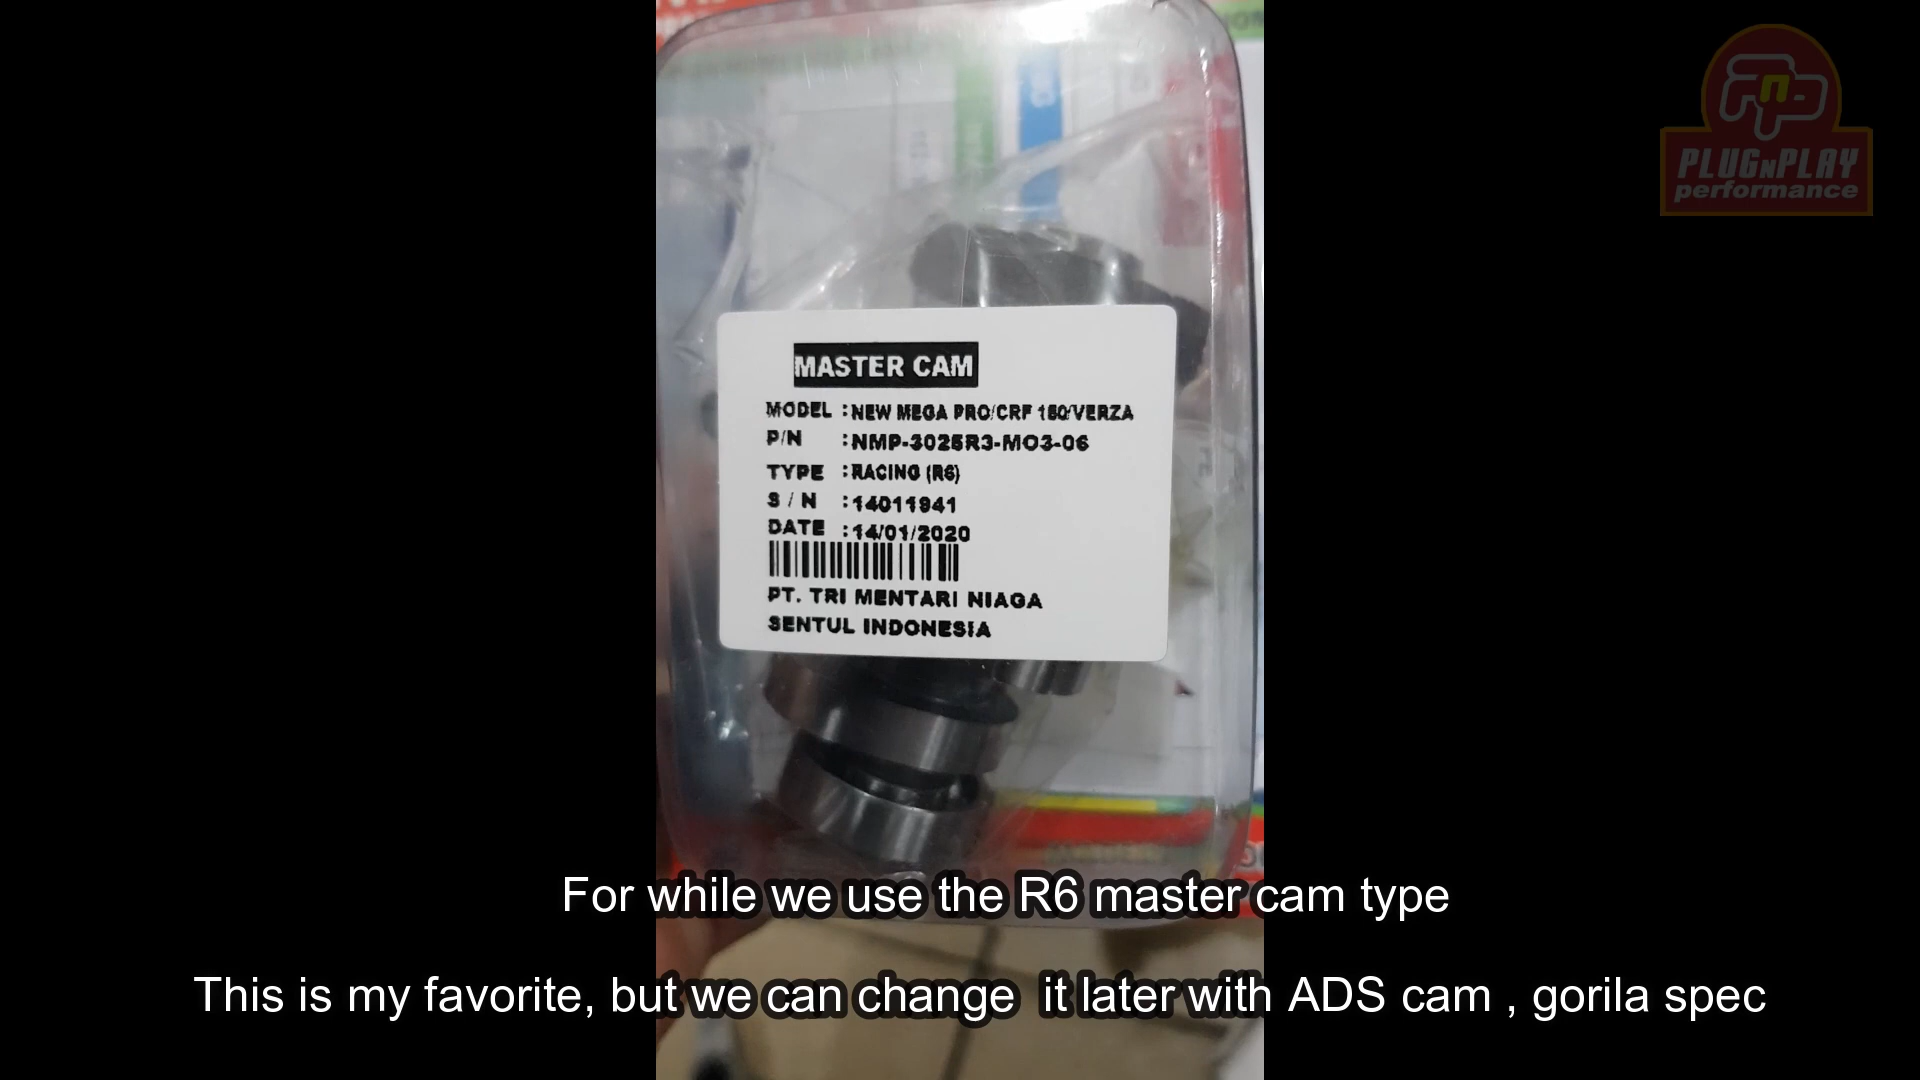 PnP
PLUGnPLAY
performance
MASTER CAM
MODEL : NEW MEGA PRO/CRF 150/VERZA
P/N : NMP-3025R3-MO3-06
TYPE : RACING (R6)
S / N : 14011941
DATE : 14/01/2020
PT. TRI MENTARI NIAGA
SENTUL INDONESIA
For while we use the R6 master cam type
This is my favorite, but we can change it later with ADS cam , gorila spec